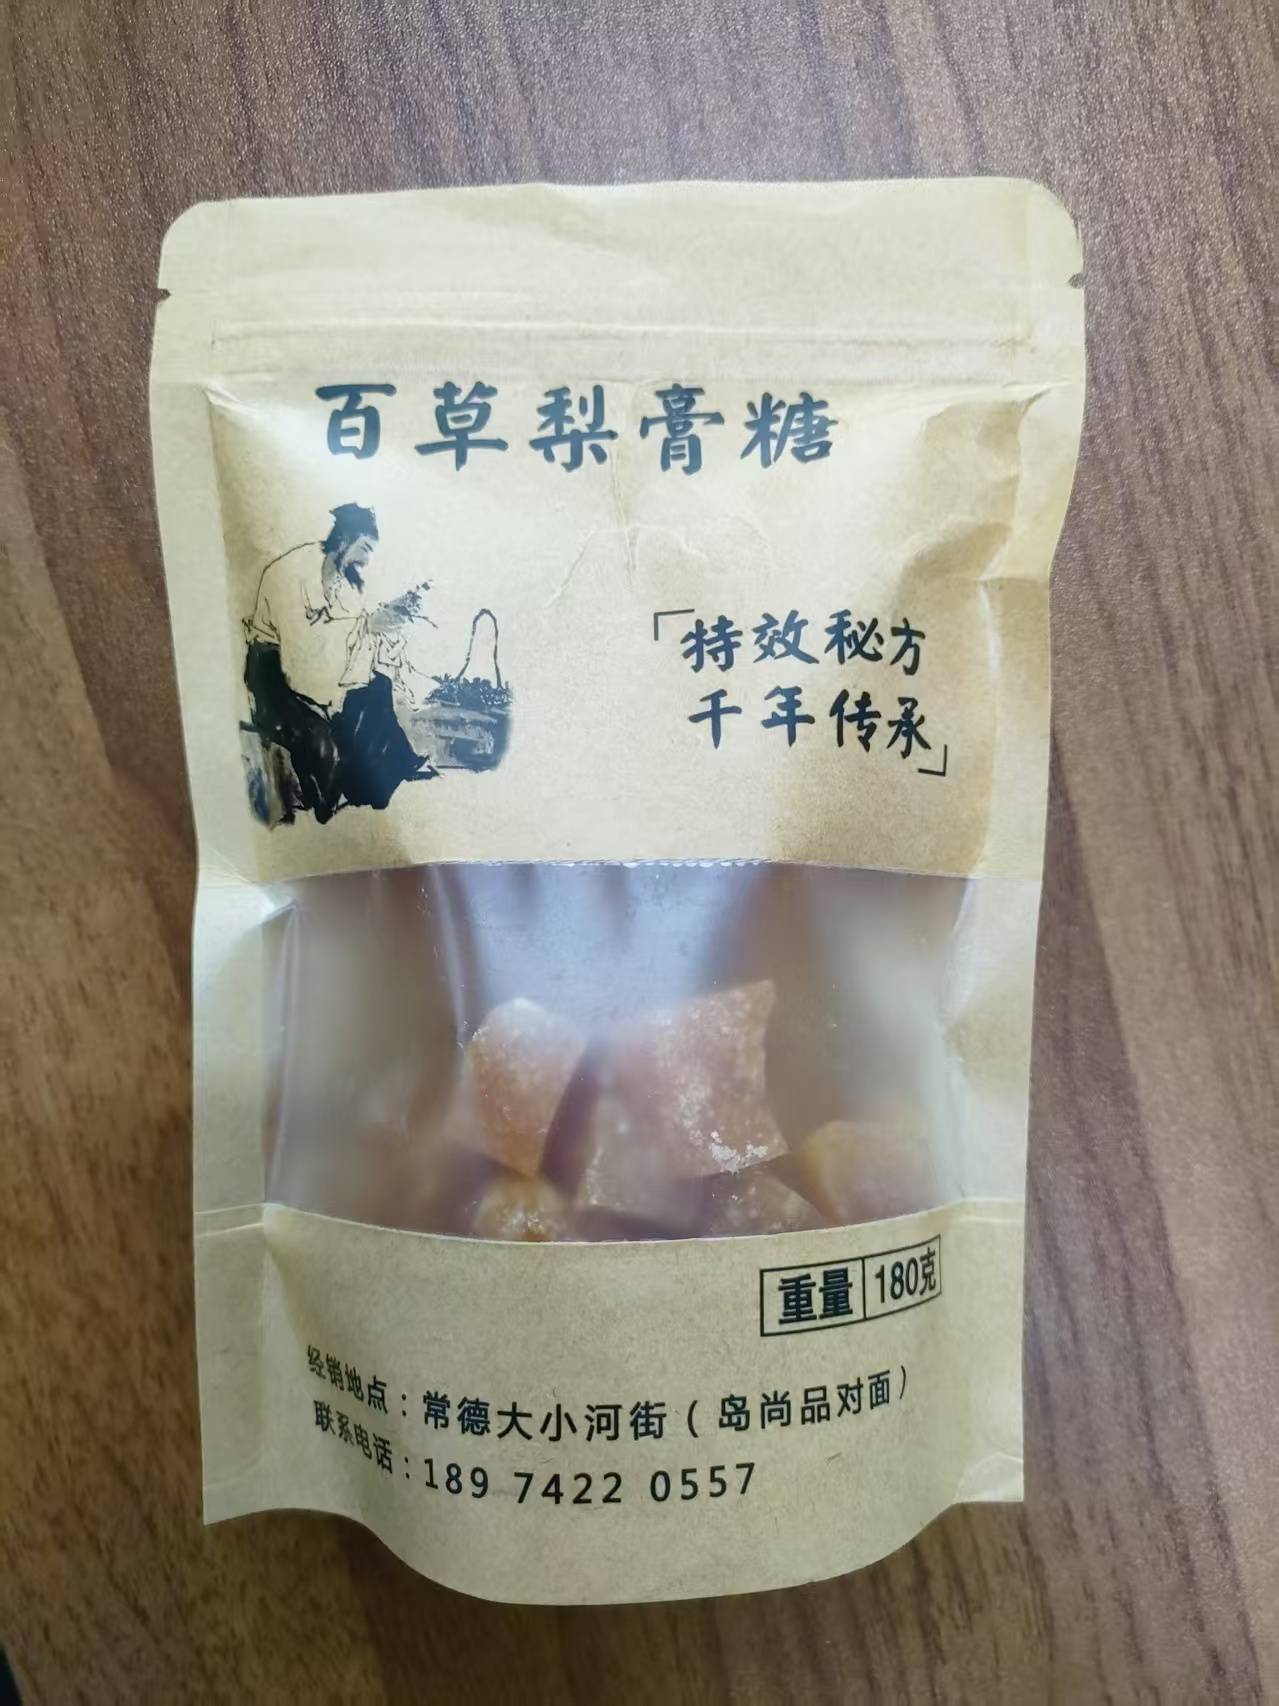 百草梨膏糖
「特效秘方
千年传承」
重量 180克
经销地点：常德大小河街（岛尚品对面）
联系电话：189 7422 0557